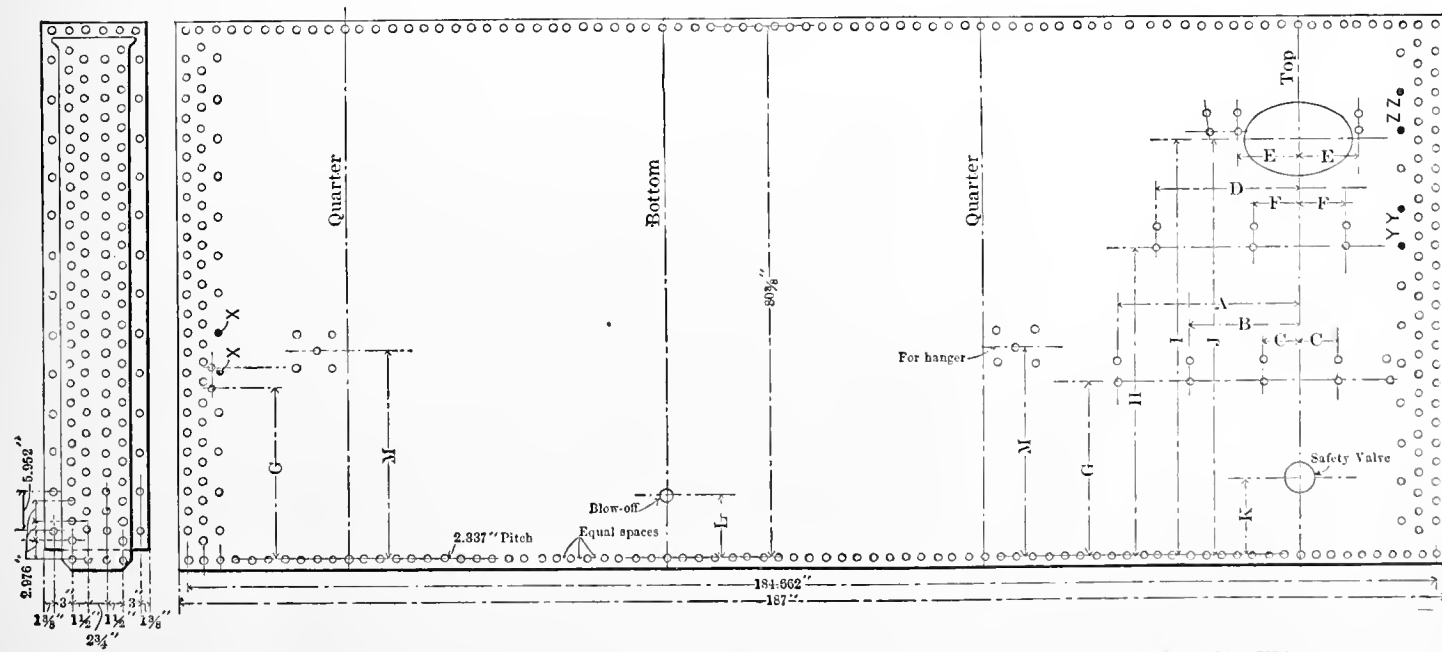 Quarter
Bottom
Quarter
Top
Z Z
E E
D
F F
Y Y
A
B
C C
I
J
H
80⅜"
X
X
For hanger
G
M
M
G
K
Safety Valve
Blow-off
L
Equal spaces
2.337" Pitch
5.952"
2.976"
1⅜" 3" 1½" 1½" 3" 1⅜"
2¾"
184.662"
187"